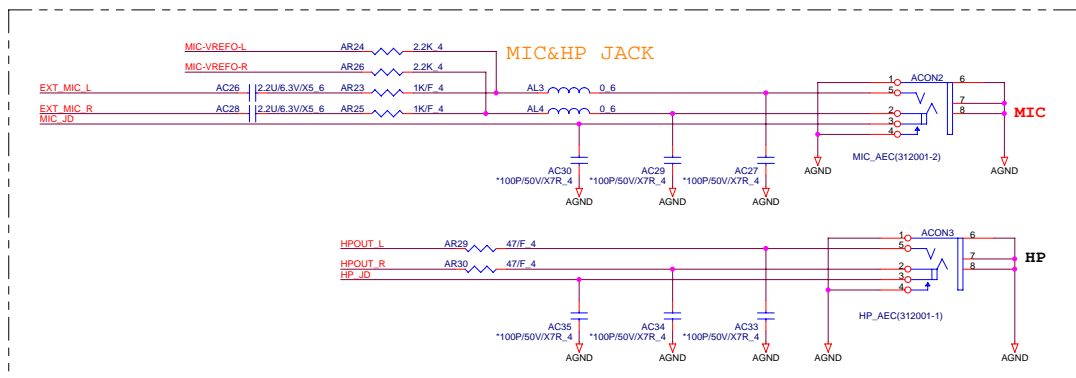 MIC&HP JACK
MIC-VREFO-L AR24 2.2K_4
MIC-VREFO-R AR26 2.2K_4
EXT_MIC_L AC26 2.2U/6.3V/X5_6 AR23 1K/F_4 AL3 0_6
EXT_MIC_R AC28 2.2U/6.3V/X5_6 AR25 1K/F_4 AL4 0_6
MIC_JD
1 ACON2 6
5
7
2 8 MIC
3
4
MIC_AEC(312001-2)
AGND AGND
AC30 AC29 AC27
*100P/50V/X7R_4 *100P/50V/X7R_4 *100P/50V/X7R_4
AGND AGND AGND
HPOUT_L AR29 47/F_4
HPOUT_R AR30 47/F_4
HP_JD
1 ACON3 6
5
7 HP
2 8
3
4
HP_AEC(312001-1)
AC35 AC34 AC33
*100P/50V/X7R_4 *100P/50V/X7R_4 *100P/50V/X7R_4
AGND AGND AGND AGND AGND